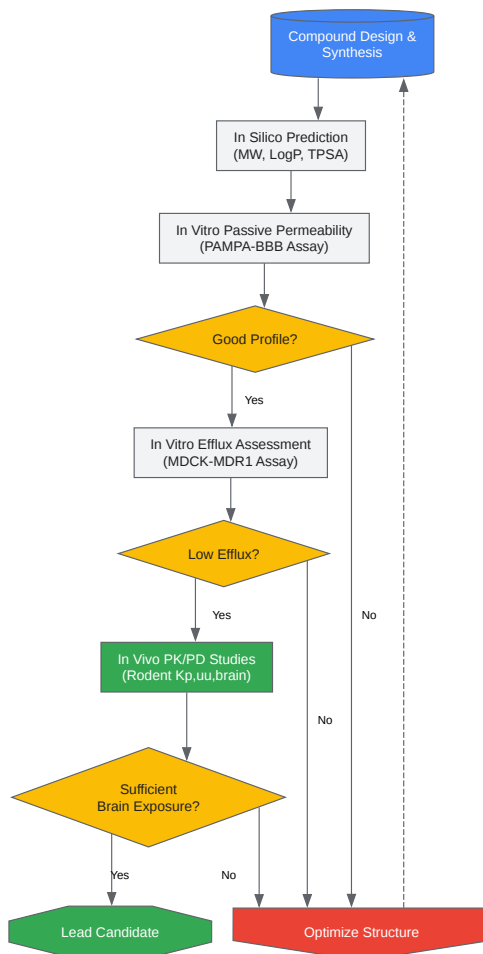 Compound Design &
Synthesis
In Silico Prediction
(MW, LogP, TPSA)
In Vitro Passive Permeability
(PAMPA-BBB Assay)
Good Profile?
Yes
In Vitro Efflux Assessment
(MDCK-MDR1 Assay)
Low Efflux?
Yes
No
In Vivo PK/PD Studies
(Rodent Kp,uu,brain)
No
Sufficient
Brain Exposure?
Yes
No
Lead Candidate
Optimize Structure